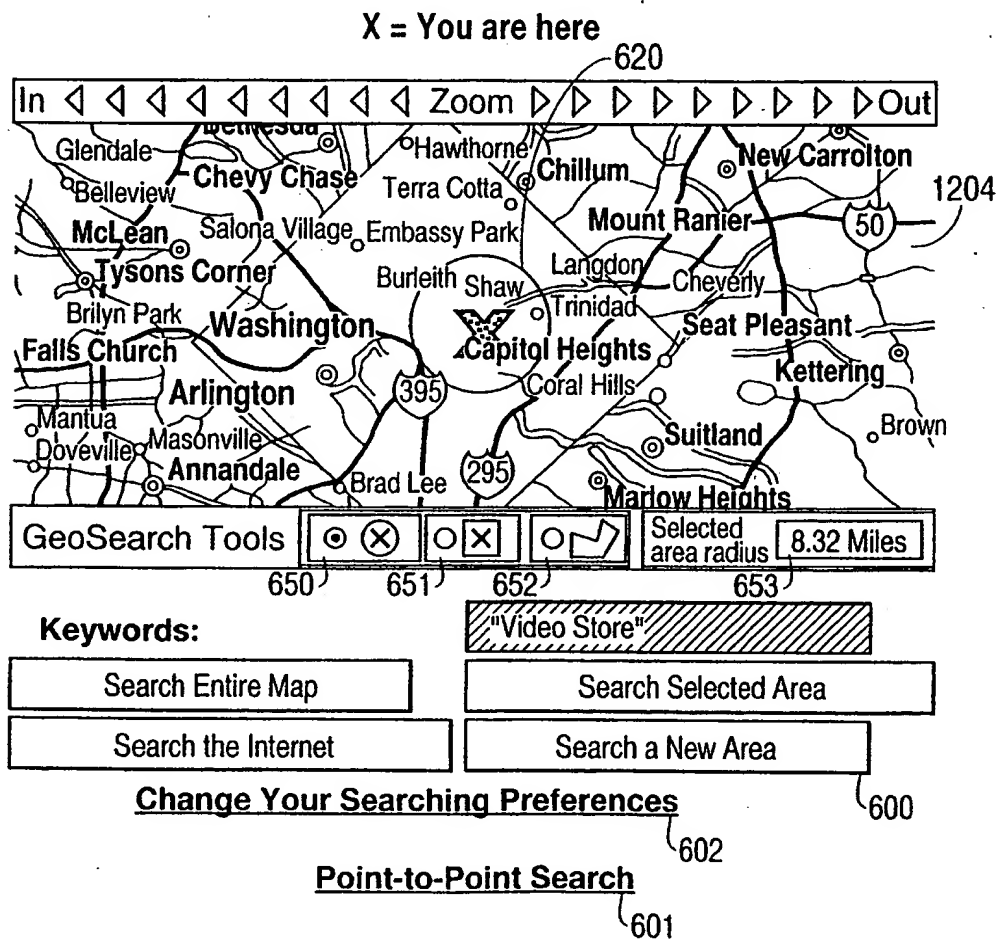 X = You are here
620
In Zoom Out
Bethesda
Glendale
Hawthorne
Chillum
New Carrolton
Chevy Chase
Belleview
Terra Cotta
1204
McLean
Salona Village
Embassy Park
Mount Ranier
50
Tysons Corner
Burleith
Shaw
Langdon
Cheverly
Brilyn Park
Washington
X
Trinidad
Seat Pleasant
Falls Church
Capitol Heights
Kettering
Arlington
395
Coral Hills
Mantua
Masonville
Suitland
Brown
Doveville
Annandale
Brad Lee
295
Marlow Heights
GeoSearch Tools
X
X
Selected
area radius
8.32 Miles
650
651
652
653
Keywords:
"Video Store"
Search Entire Map
Search Selected Area
Search the Internet
Search a New Area
600
Change Your Searching Preferences
602
Point-to-Point Search
601